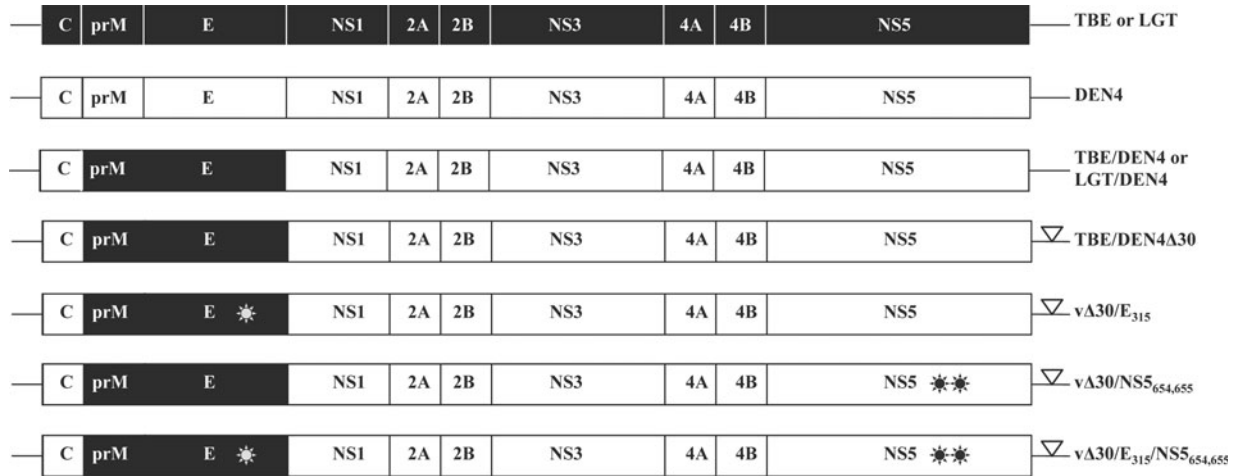 C prM E NS1 2A 2B NS3 4A 4B NS5 TBE or LGT
C prM E NS1 2A 2B NS3 4A 4B NS5 DEN4
C prM E NS1 2A 2B NS3 4A 4B NS5 TBE/DEN4 or
LGT/DEN4
C prM E NS1 2A 2B NS3 4A 4B NS5 TBE/DEN4Δ30
C prM E NS1 2A 2B NS3 4A 4B NS5 vΔ30/E315
C prM E NS1 2A 2B NS3 4A 4B NS5 vΔ30/NS5654,655
C prM E NS1 2A 2B NS3 4A 4B NS5 vΔ30/E315/NS5654,655